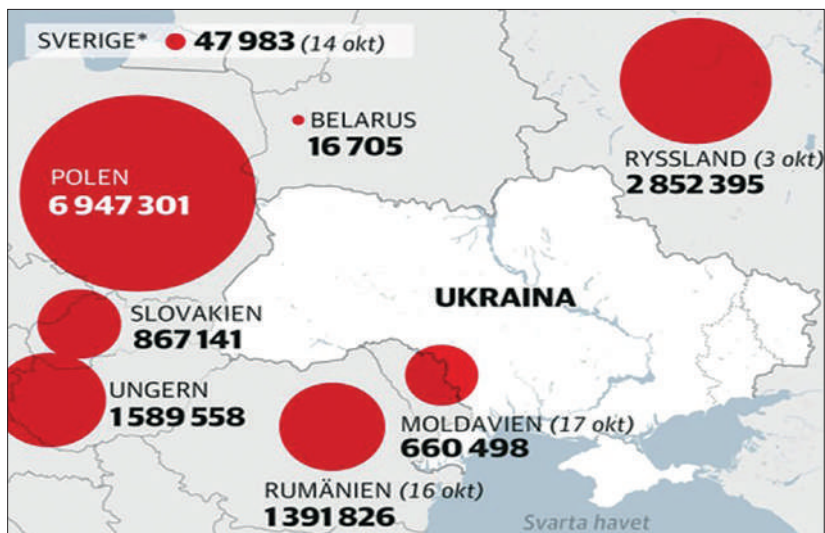 SVERIGE* 47 983 (14 okt)
BELARUS
16 705
POLEN
6 947 301
RYSSLAND (3 okt)
2 852 395
UKRAINA
SLOVAKIEN
867 141
UNGERN
1 589 558
MOLDAVIEN (17 okt)
660 498
RUMÄNIEN (16 okt)
1 391 826
Svarta havet